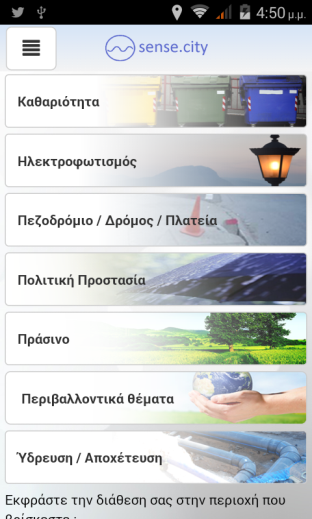 4:50 μ.μ.
sense.city
Καθαριότητα
Ηλεκτροφωτισμός
Πεζοδρόμιο / Δρόμος / Πλατεία
Πολιτική Προστασία
Πράσινο
Περιβαλλοντικά θέματα
Ύδρευση / Αποχέτευση
Εκφράστε την διάθεση σας στην περιοχή που
βρίσκεστε :